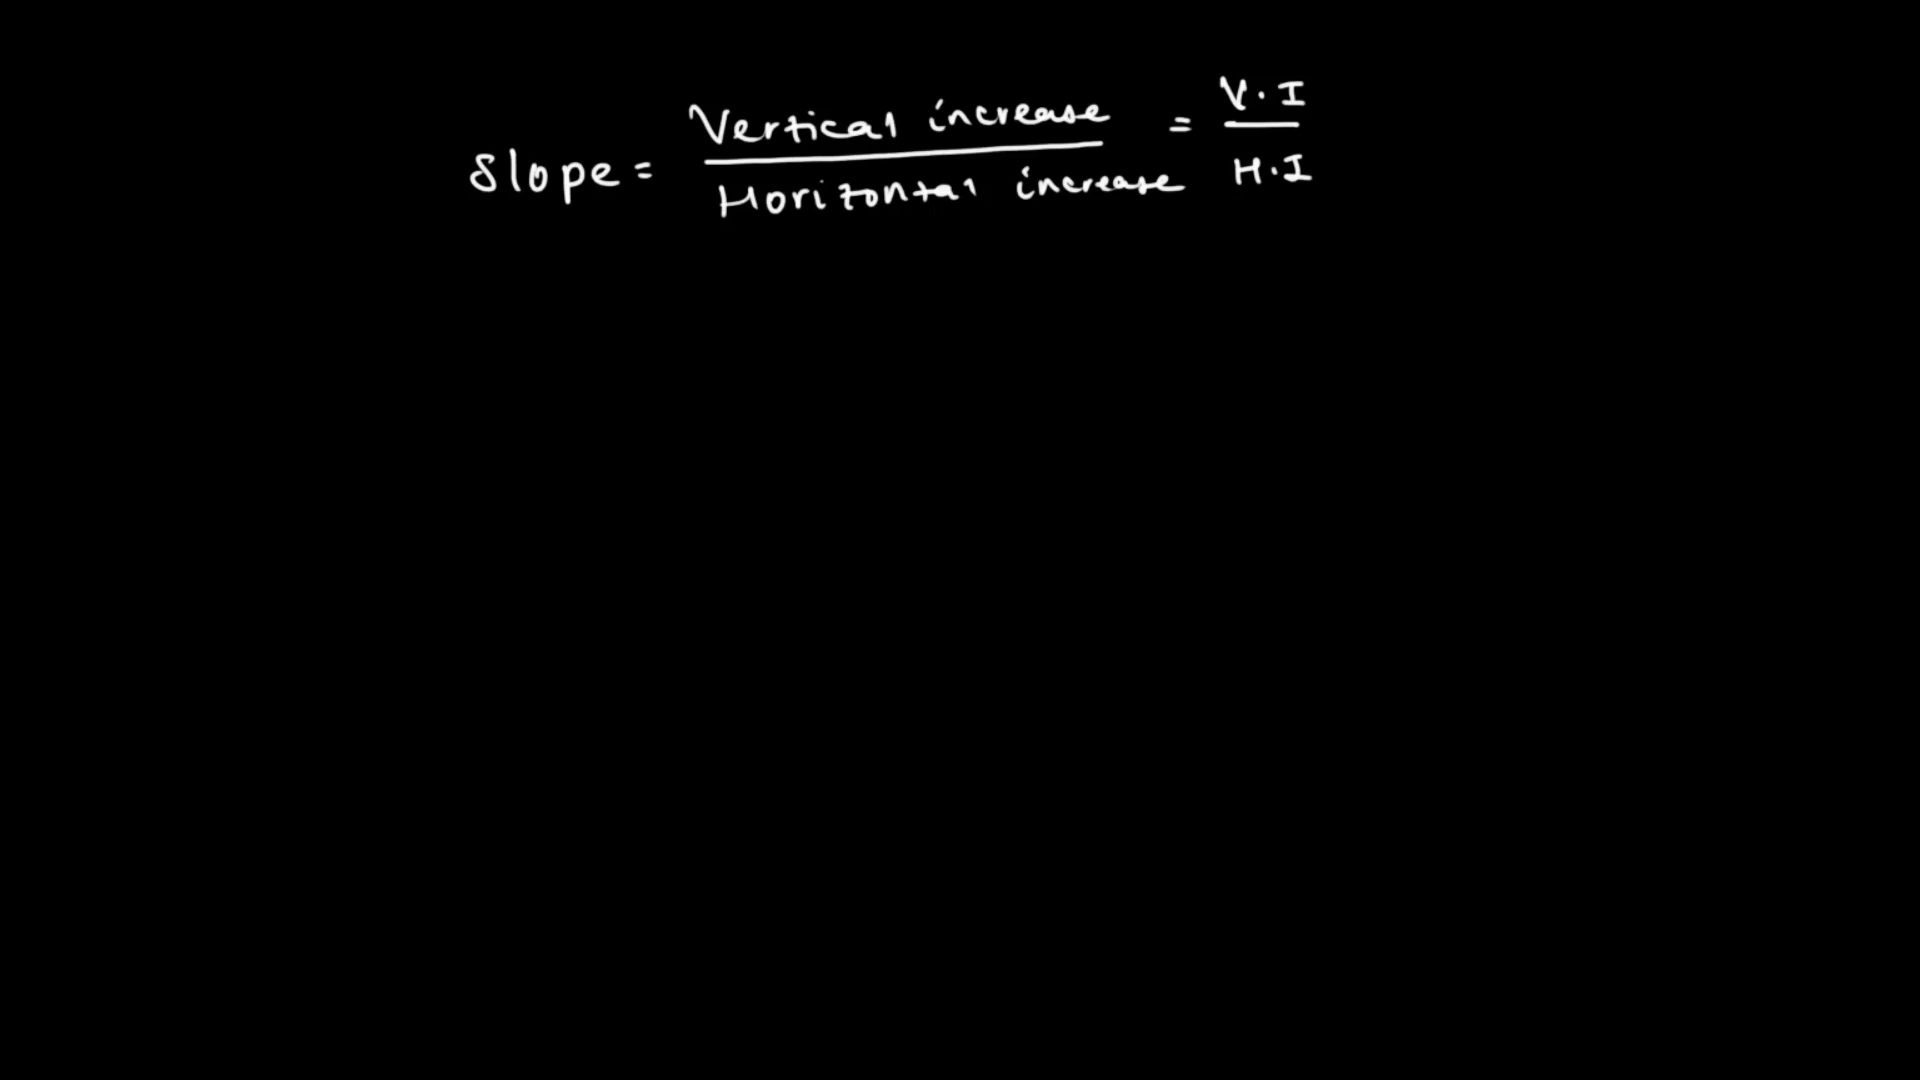 Slope = Vertical increase / Horizontal increase = V.I / H.I